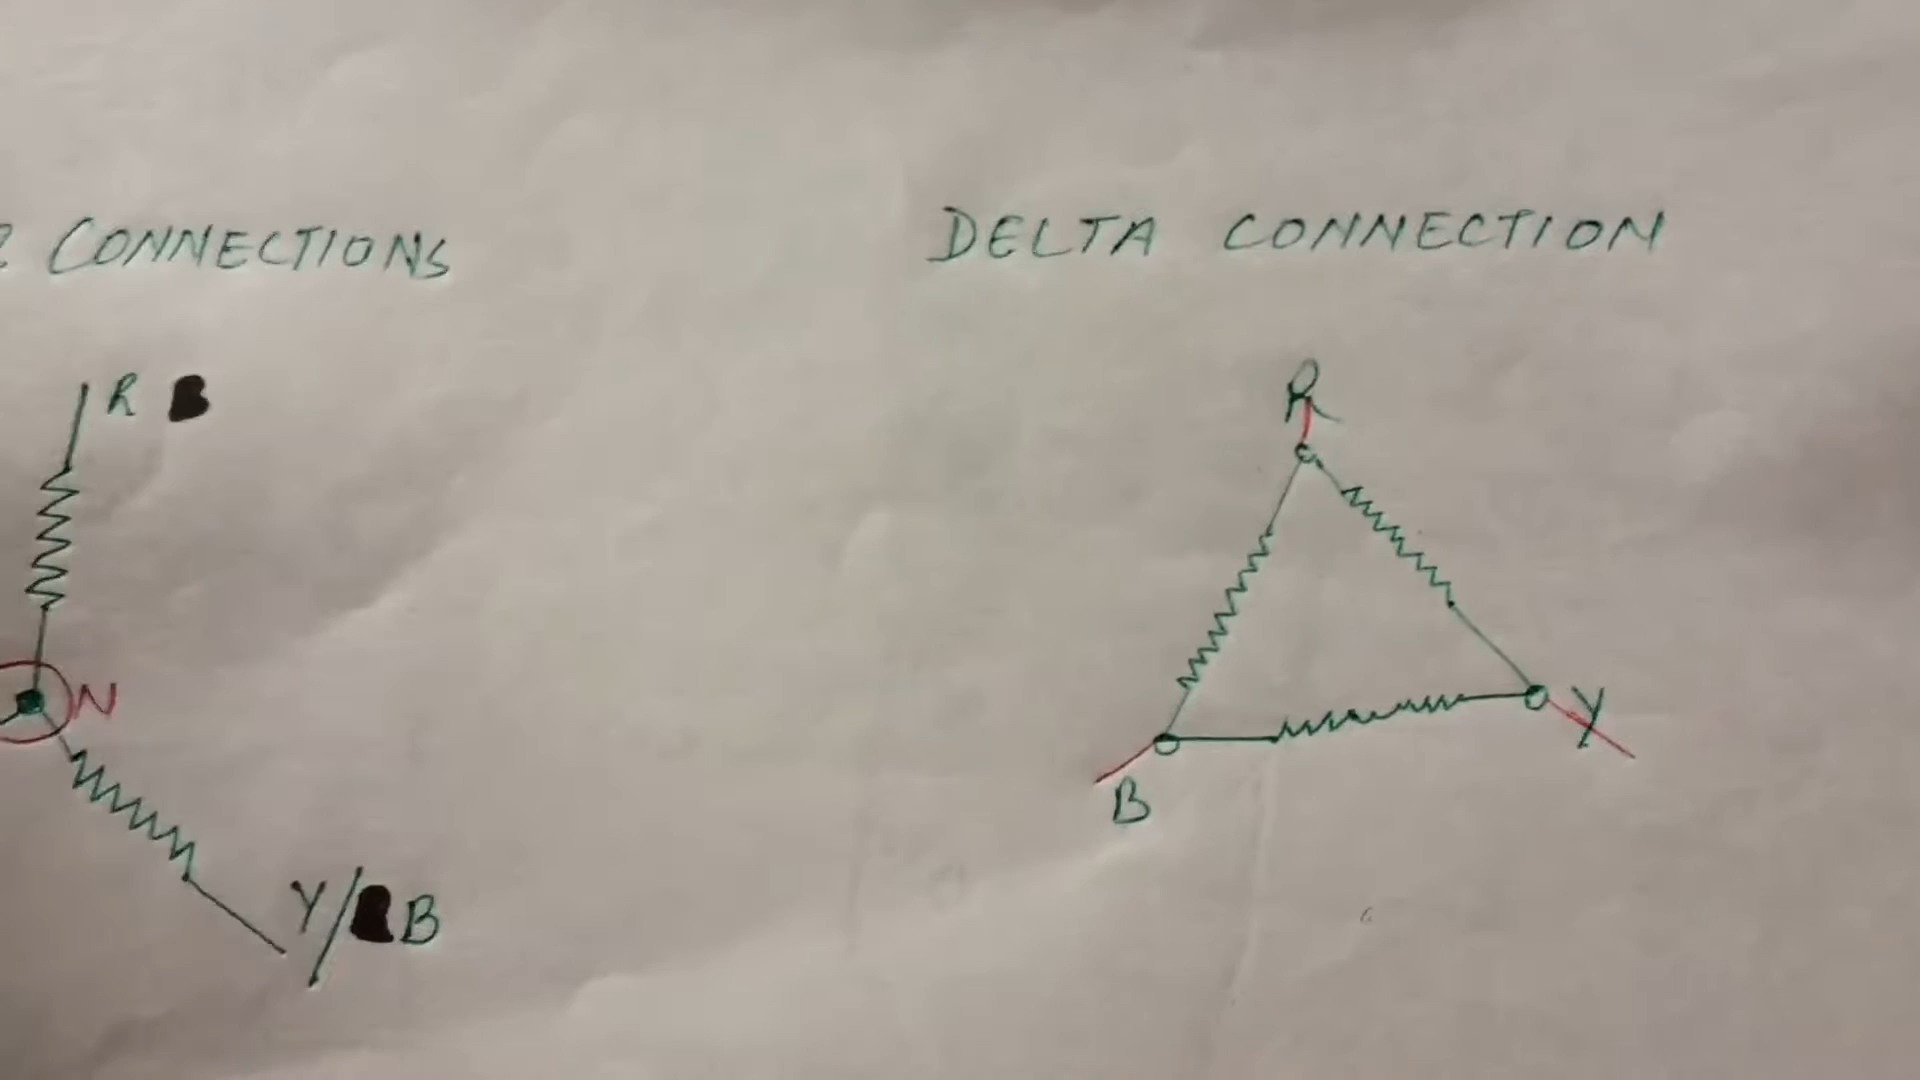 R CONNECTIONS
DELTA CONNECTION
R B
R
N
Y
B
Y/ B